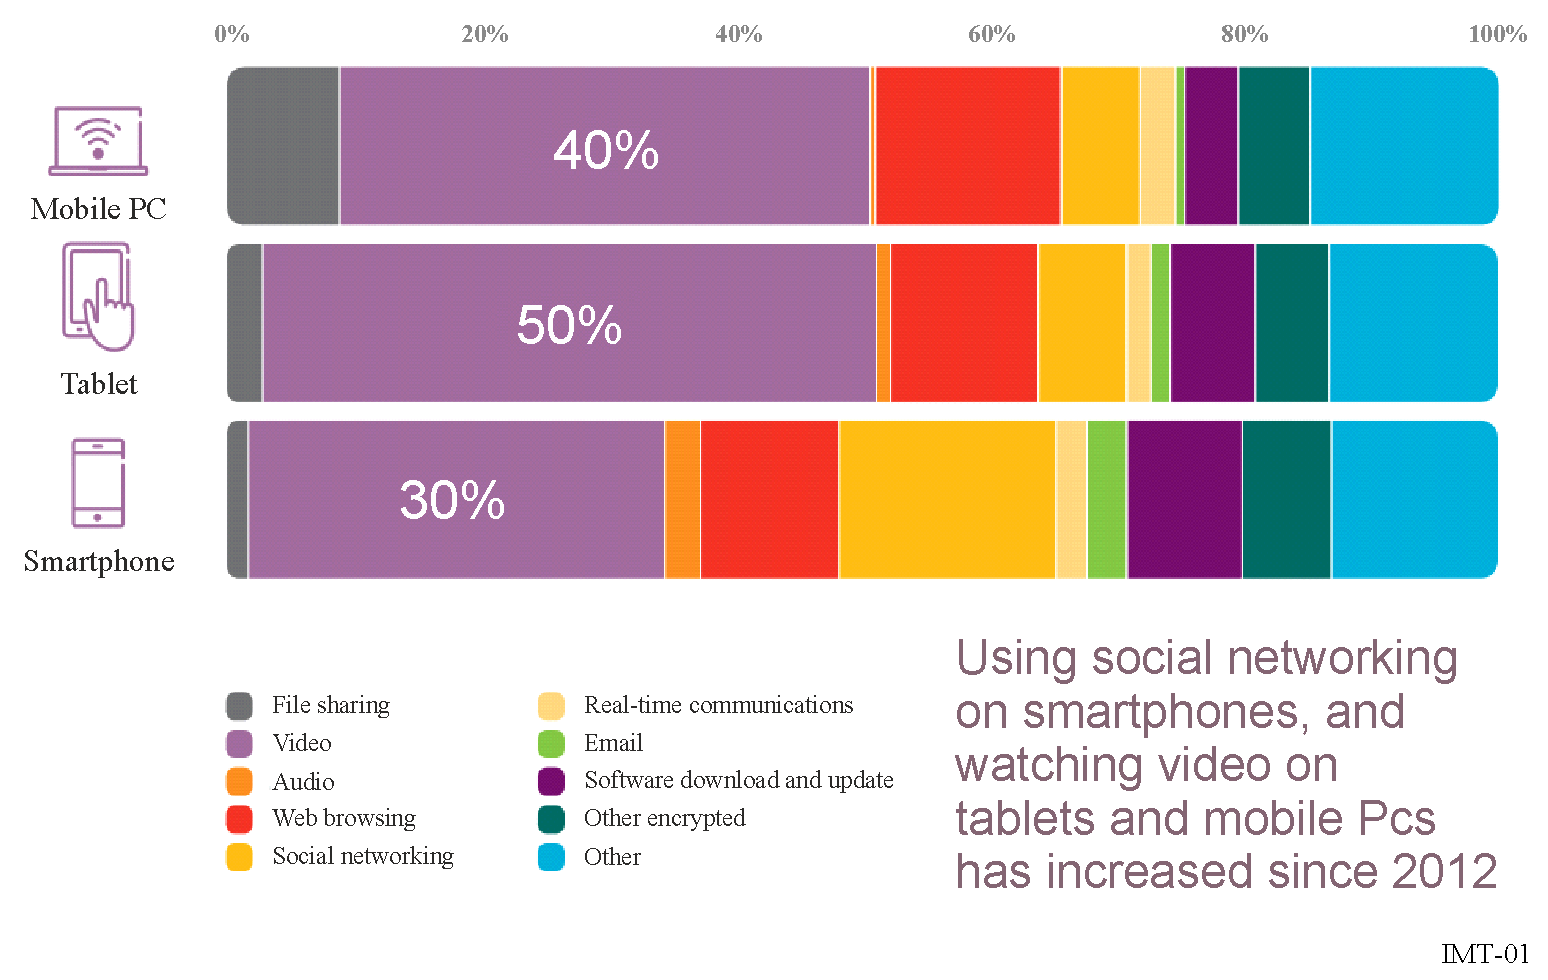 0% 20% 40% 60% 80% 100%
Mobile PC
40%
Tablet
50%
Smartphone
30%
File sharing
Video
Audio
Web browsing
Social networking
Real-time communications
Email
Software download and update
Other encrypted
Other
Using social networking
on smartphones, and
watching video on
tablets and mobile Pcs
has increased since 2012
IMT-01